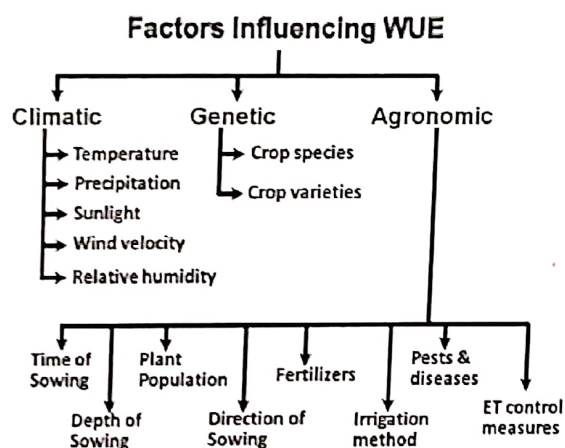 Factors Influencing WUE
Climatic
Temperature
Precipitation
Sunlight
Wind velocity
Relative humidity
Genetic
Crop species
Crop varieties
Agronomic
Time of
Sowing
Depth of
Sowing
Plant
Population
Direction of
Sowing
Fertilizers
Irrigation
method
Pests &
diseases
ET control
measures